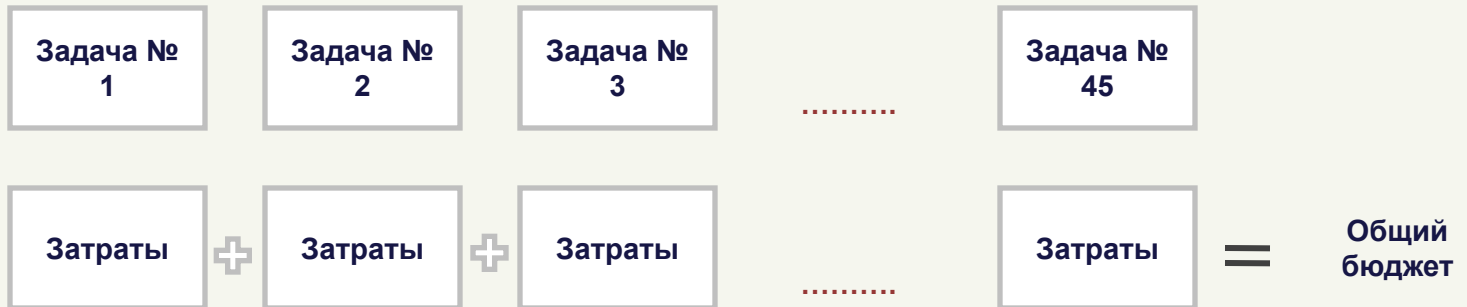 Задача №
1
Задача №
2
Задача №
3
..........
Задача №
45
Затраты
Затраты
Затраты
..........
Затраты
=
Общий
бюджет